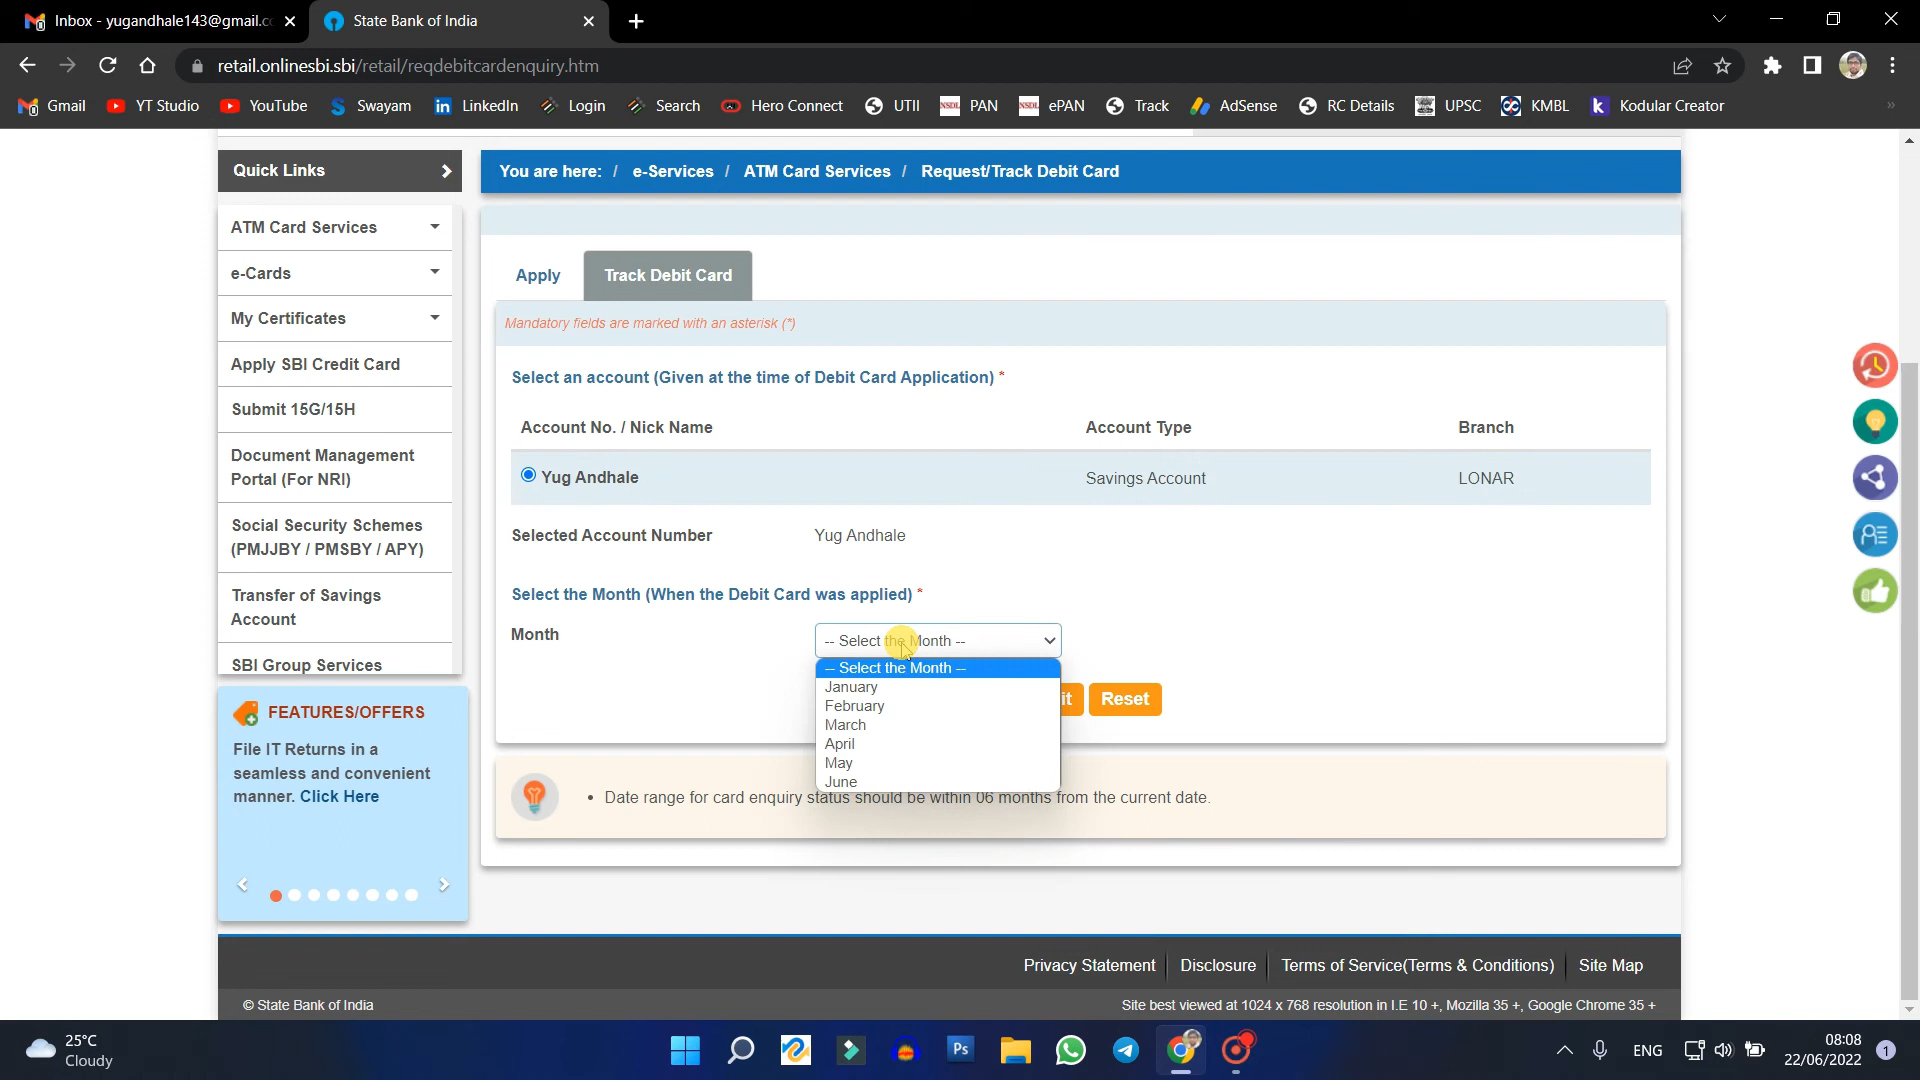 Inbox - yugandhale143@gmail.c
State Bank of India
retail.onlinesbi.sbi/retail/reqdebitcardenquiry.htm
Gmail
YT Studio
YouTube
Swayam
LinkedIn
Login
Search
Hero Connect
UTII
NSDL PAN
NSDL ePAN
Track
AdSense
RC Details
UPSC
KMBL
Kodular Creator
Quick Links
You are here: / e-Services / ATM Card Services / Request/Track Debit Card
ATM Card Services
e-Cards
My Certificates
Apply SBI Credit Card
Submit 15G/15H
Document Management
Portal (For NRI)
Social Security Schemes
(PMJJBY / PMSBY / APY)
Transfer of Savings
Account
SBI Group Services
Apply
Track Debit Card
Mandatory fields are marked with an asterisk (*)
Select an account (Given at the time of Debit Card Application) *
Account No. / Nick Name
Account Type
Branch
Yug Andhale
Savings Account
LONAR
Selected Account Number
Yug Andhale
Select the Month (When the Debit Card was applied) *
Month
-- Select the Month --
-- Select the Month --
January
February
March
April
May
June
it
Reset
Date range for card enquiry status should be within 06 months from the current date.
FEATURES/OFFERS
File IT Returns in a
seamless and convenient
manner. Click Here
Privacy Statement
Disclosure
Terms of Service(Terms & Conditions)
Site Map
© State Bank of India
Site best viewed at 1024 x 768 resolution in I.E 10 +, Mozilla 35 +, Google Chrome 35 +
25°C
Cloudy
Ps
ENG
08:08
22/06/2022
1